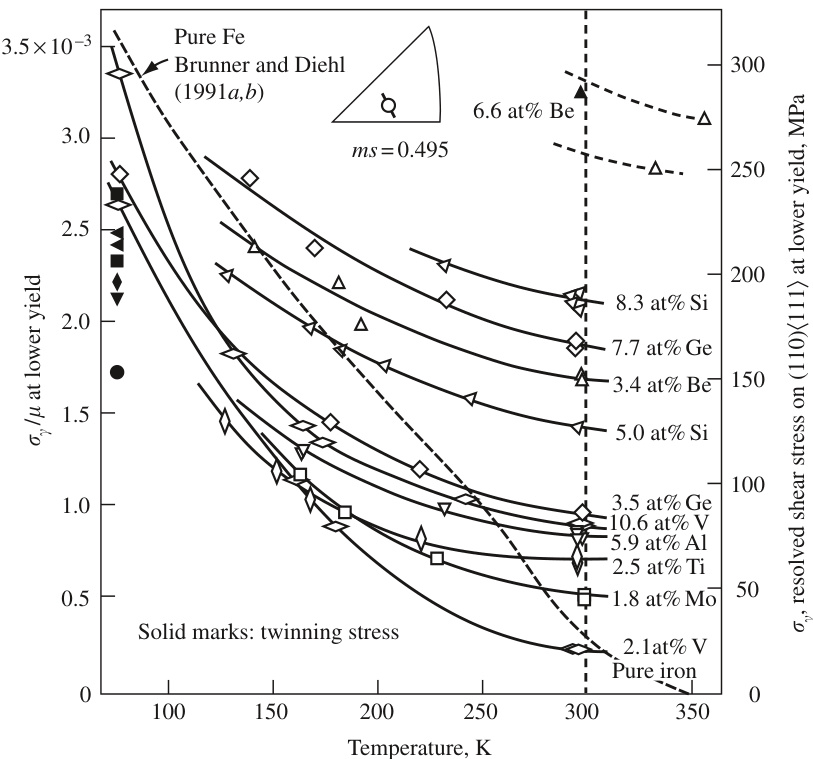 3.5×10⁻³
3.0
2.5
2.0
1.5
1.0
0.5
0
σᵧ/μ at lower yield
Pure Fe
Brunner and Diehl
(1991a,b)
ms=0.495
6.6 at% Be
8.3 at% Si
7.7 at% Ge
3.4 at% Be
5.0 at% Si
3.5 at% Ge
10.6 at% V
5.9 at% Al
2.5 at% Ti
1.8 at% Mo
2.1at% V
Pure iron
Solid marks: twinning stress
300
250
200
150
100
50
0
σᵧ, resolved shear stress on (110)⟨111⟩ at lower yield, MPa
100
150
200
250
300
350
Temperature, K